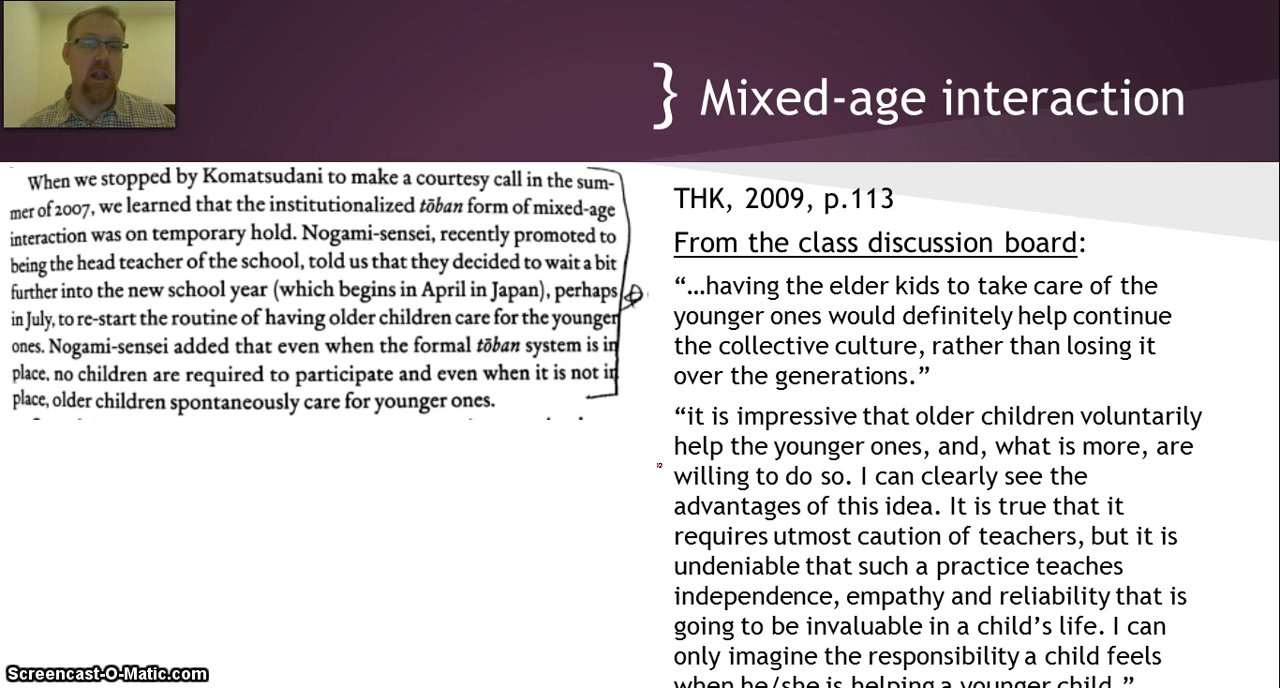 } Mixed-age interaction
When we stopped by Komatsudani to make a courtesy call in the sum-
mer of 2007, we learned that the institutionalized tōban form of mixed-age
interaction was on temporary hold. Nogami-sensei, recently promoted to
being the head teacher of the school, told us that they decided to wait a bit
further into the new school year (which begins in April in Japan), perhaps
in July, to re-start the routine of having older children care for the younger
ones. Nogami-sensei added that even when the formal tōban system is in
place, no children are required to participate and even when it is not in
place, older children spontaneously care for younger ones.
THK, 2009, p.113
From the class discussion board:
“…having the elder kids to take care of the
younger ones would definitely help continue
the collective culture, rather than losing it
over the generations.”
“it is impressive that older children voluntarily
help the younger ones, and, what is more, are
willing to do so. I can clearly see the
advantages of this idea. It is true that it
requires utmost caution of teachers, but it is
undeniable that such a practice teaches
independence, empathy and reliability that is
going to be invaluable in a child’s life. I can
only imagine the responsibility a child feels
when he/she is helping a younger child.”
Screencast-O-Matic.com